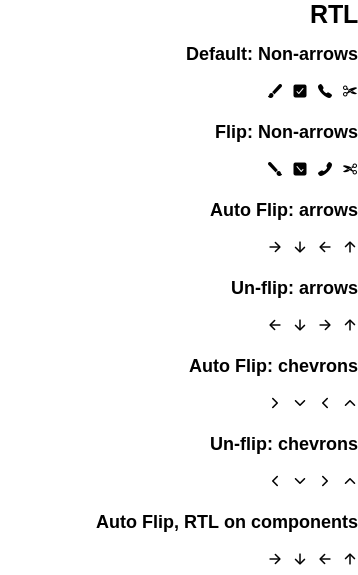 RTL
Default: Non-arrows
Flip: Non-arrows
Auto Flip: arrows
Un-flip: arrows
Auto Flip: chevrons
Un-flip: chevrons
Auto Flip, RTL on components